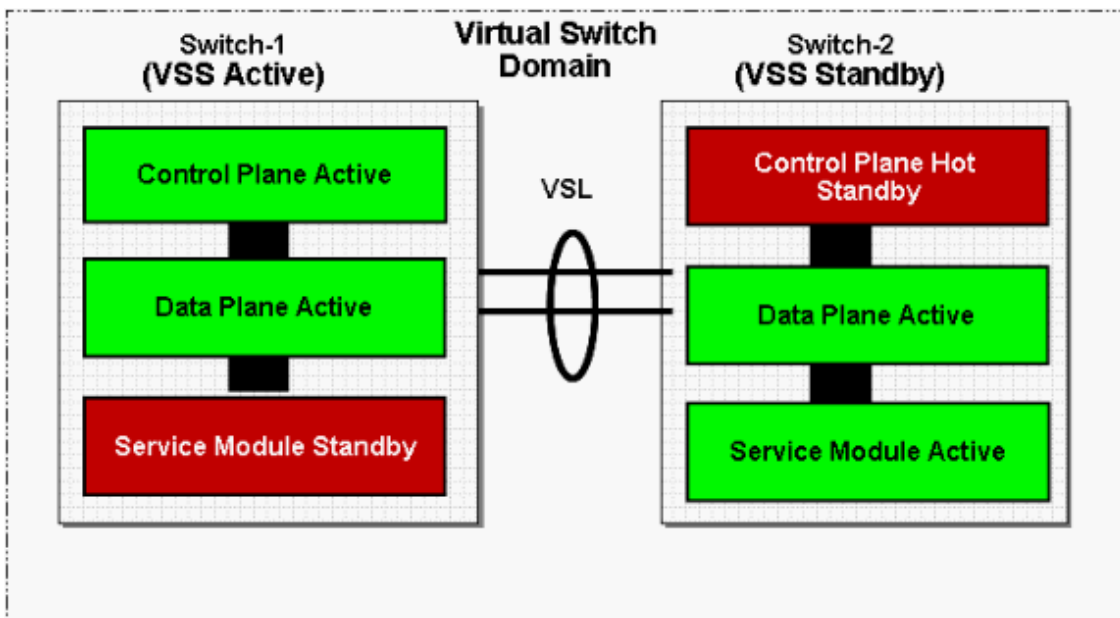 Switch-1
(VSS Active)
Virtual Switch
Domain
Switch-2
(VSS Standby)
Control Plane Active
Data Plane Active
Service Module Standby
VSL
Control Plane Hot
Standby
Data Plane Active
Service Module Active